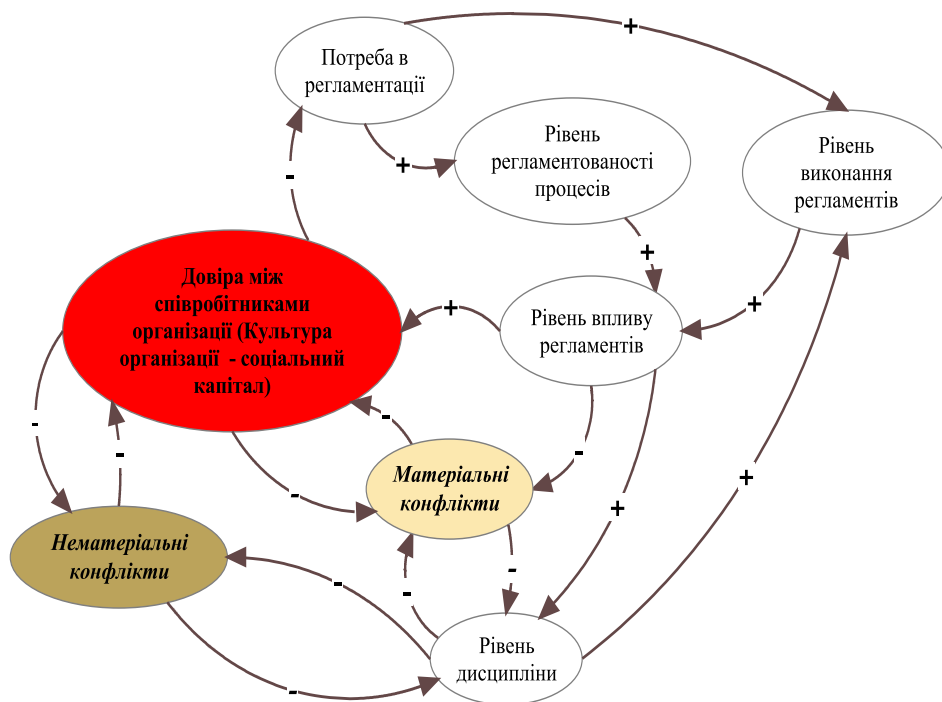 Потреба в
регламентації
Рівень
регламентованості
процесів
Рівень
виконання
регламентів
Довіра між
співробітниками
організації (Культура
організації - соціальний
капітал)
Рівень впливу
регламентів
Матеріальні
конфлікти
Нематеріальні
конфлікти
Рівень
дисципліни
+
+
-
+
+
+
-
-
-
-
-
+
+
-
-
-
-